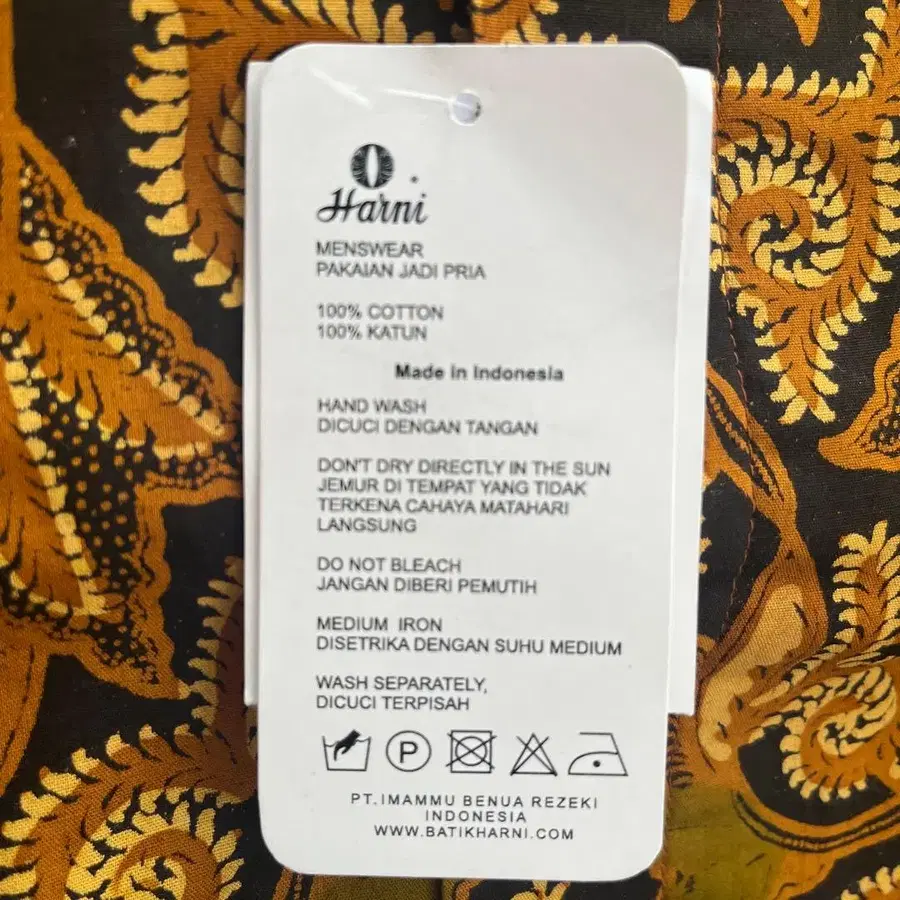 Harni
MENSWEAR
PAKAIAN JADI PRIA
100% COTTON
100% KATUN
Made in Indonesia
HAND WASH
DICUCI DENGAN TANGAN
DON'T DRY DIRECTLY IN THE SUN
JEMUR DI TEMPAT YANG TIDAK
TERKENA CAHAYA MATAHARI
LANGSUNG
DO NOT BLEACH
JANGAN DIBERI PEMUTIH
MEDIUM IRON
DISETRIKA DENGAN SUHU MEDIUM
WASH SEPARATELY,
DICUCI TERPISAH
P
PT.IMAMMU BENUA REZEKI
INDONESIA
WWW.BATIKHARNI.COM